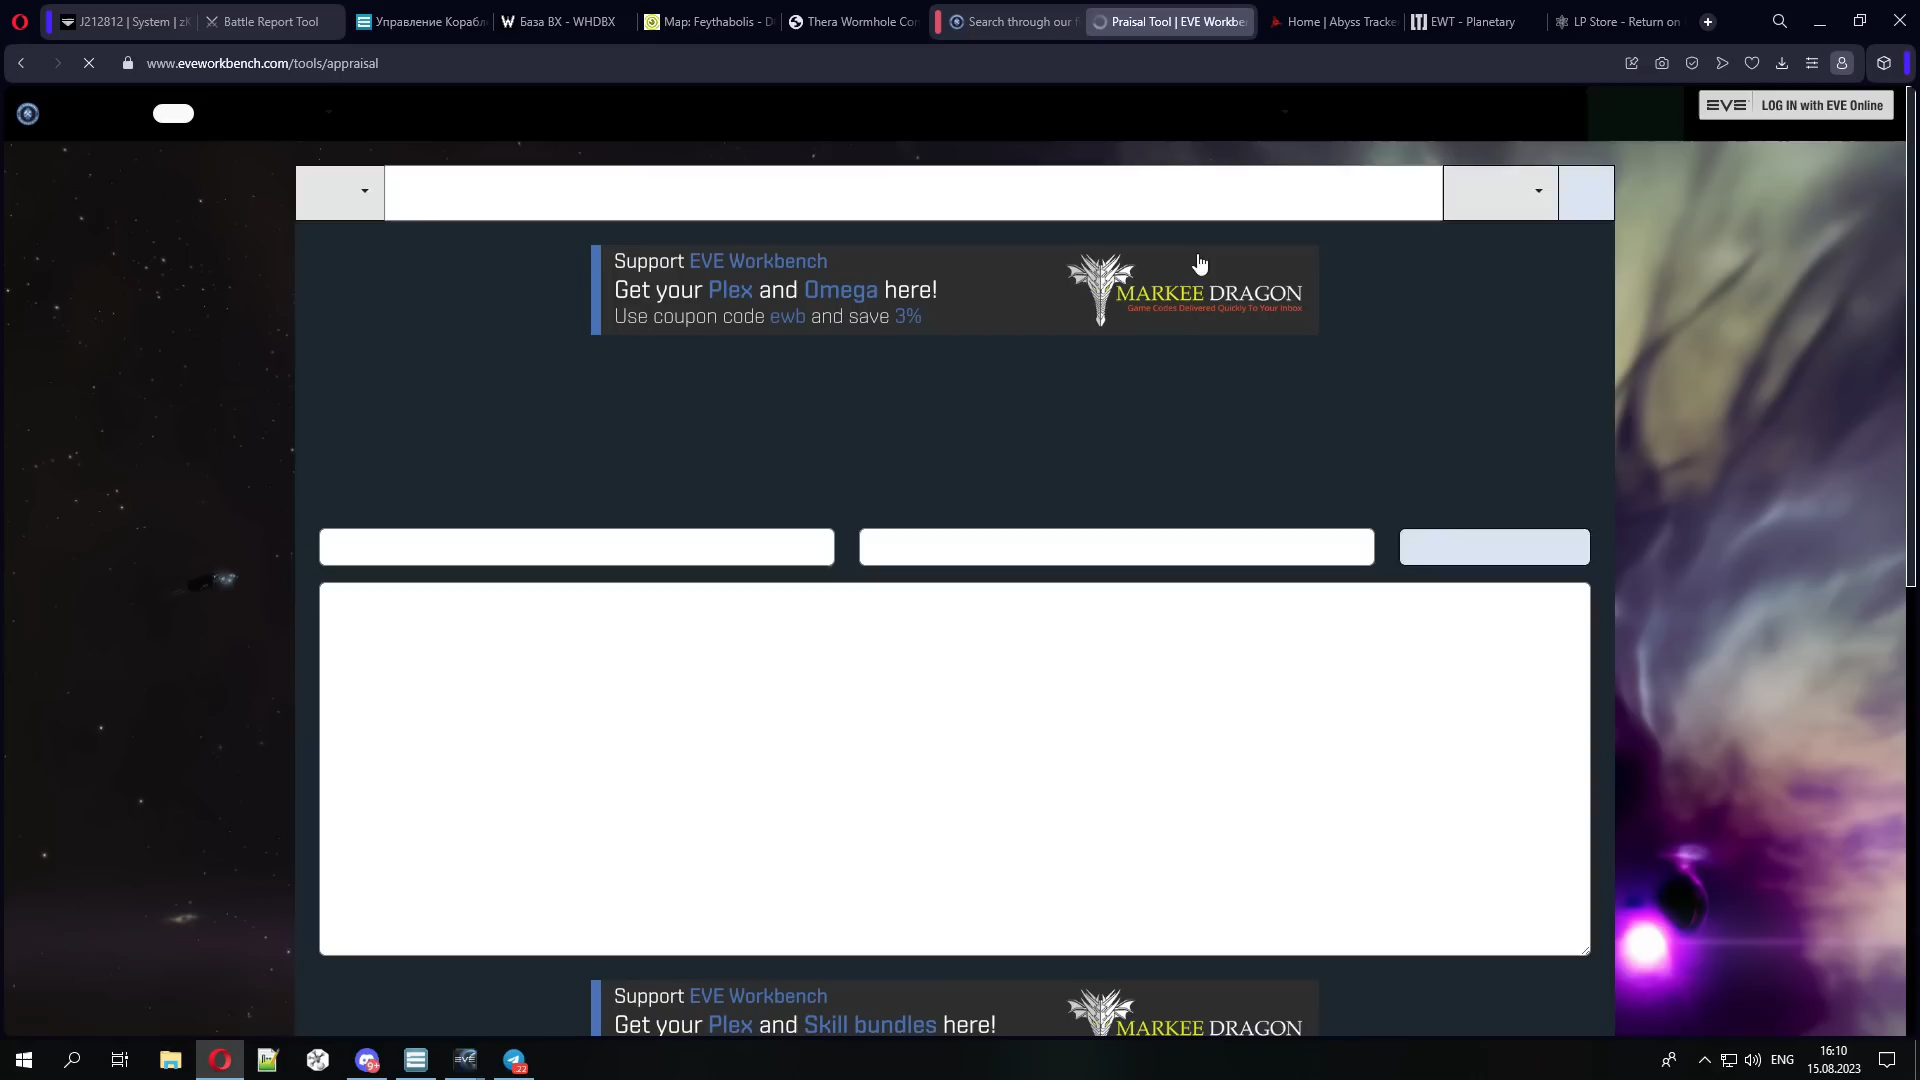 J212812 | System | zK
Battle Report Tool
Управление Корабл
База ВХ - WHDBX
Map: Feythabolis - D
Thera Wormhole Con
Search through our f
Praisal Tool | EVE Workbe
Home | Abyss Tracke
EWT - Planetary
LP Store - Return on
www.eveworkbench.com/tools/appraisal
EVE LOG IN with EVE Online
Support EVE Workbench
Get your Plex and Omega here!
Use coupon code ewb and save 3%
MARKEE DRAGON
Game Codes Delivered Quickly To Your Inbox
Support EVE Workbench
Get your Plex and Skill bundles here!
MARKEE DRAGON
9+
EVE
22
ENG
16:10
15.08.2023